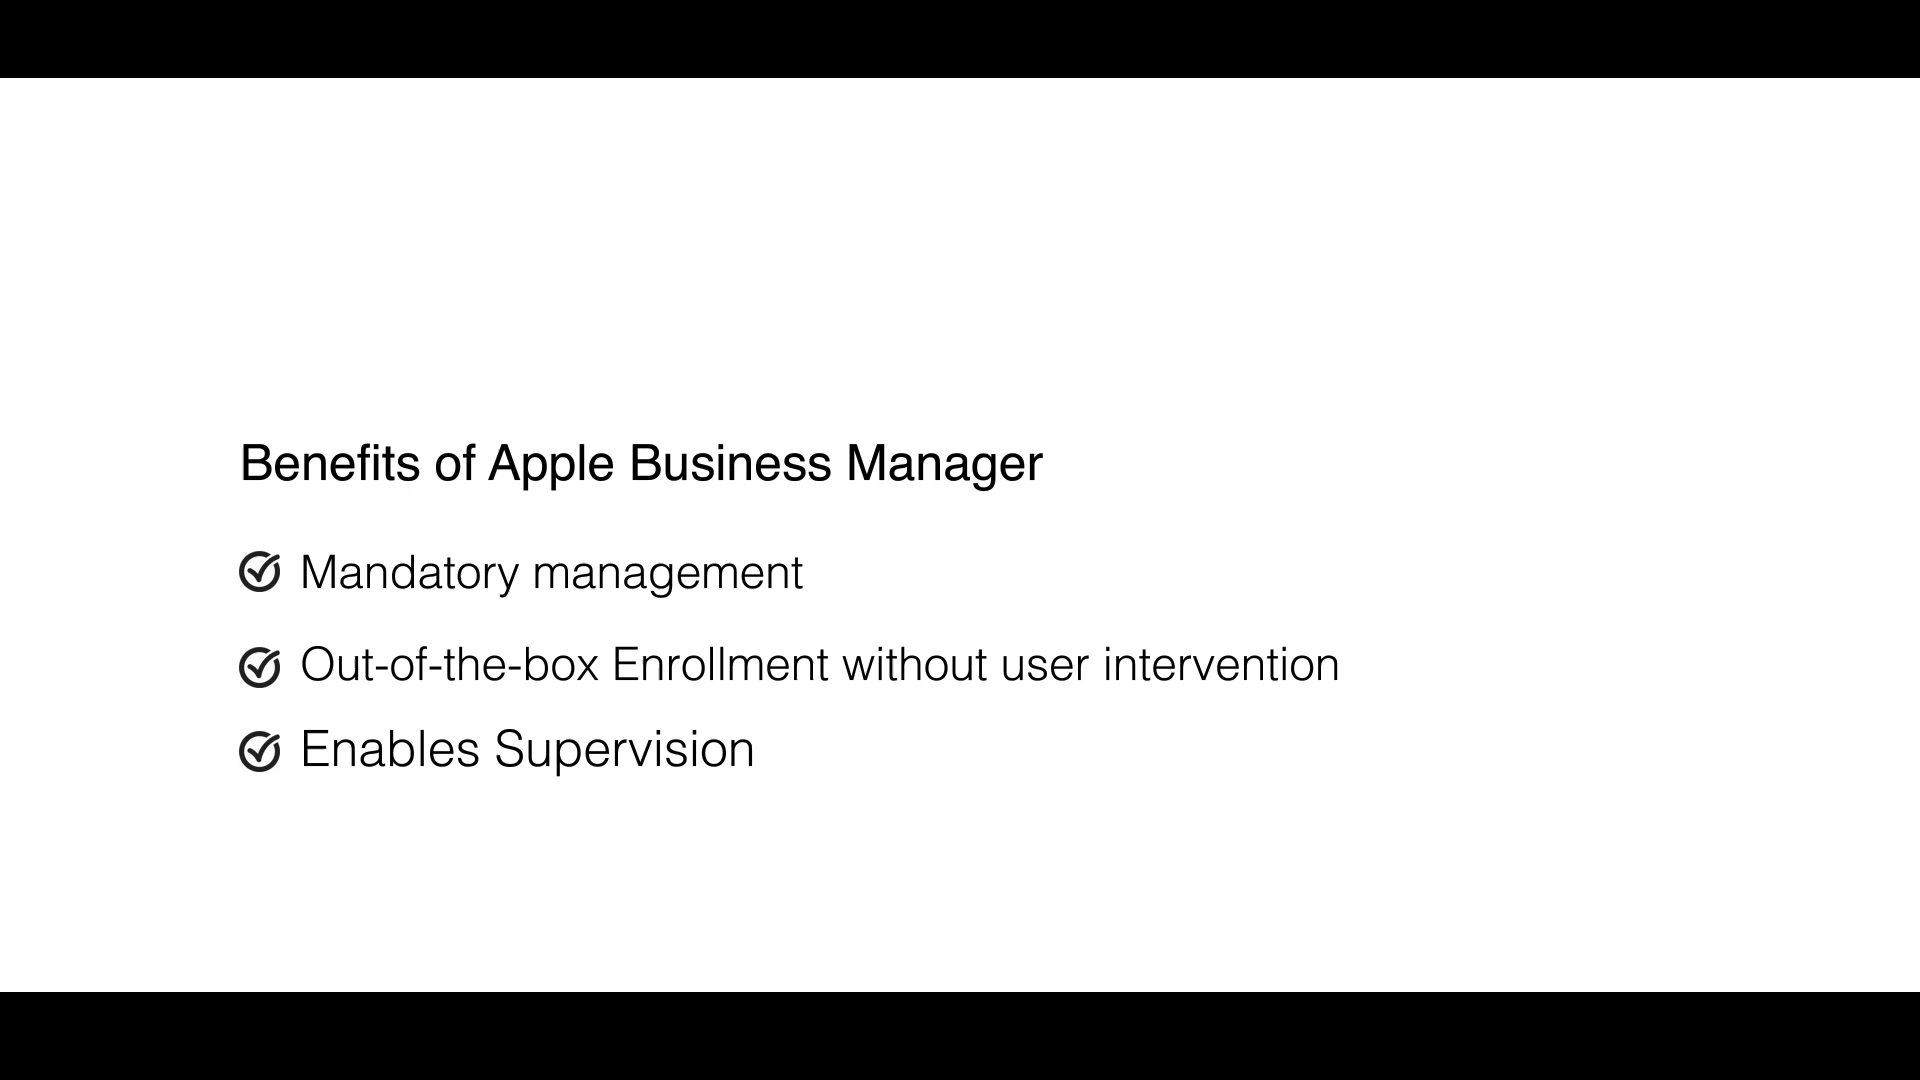 Benefits of Apple Business Manager
Mandatory management
Out-of-the-box Enrollment without user intervention
Enables Supervision